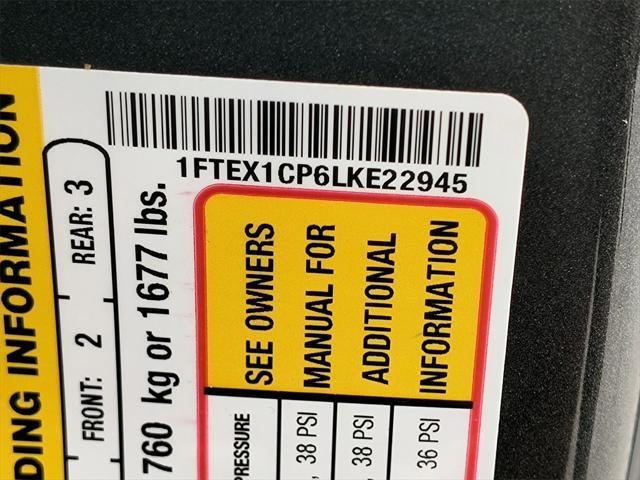 1FTEX1CP6LKE22945
DING INFORMATION
FRONT: 2 REAR: 3
760 kg or 1677 lbs.
SEE OWNERS
MANUAL FOR
ADDITIONAL
INFORMATION
PRESSURE
38 PSI
38 PSI
36 PSI